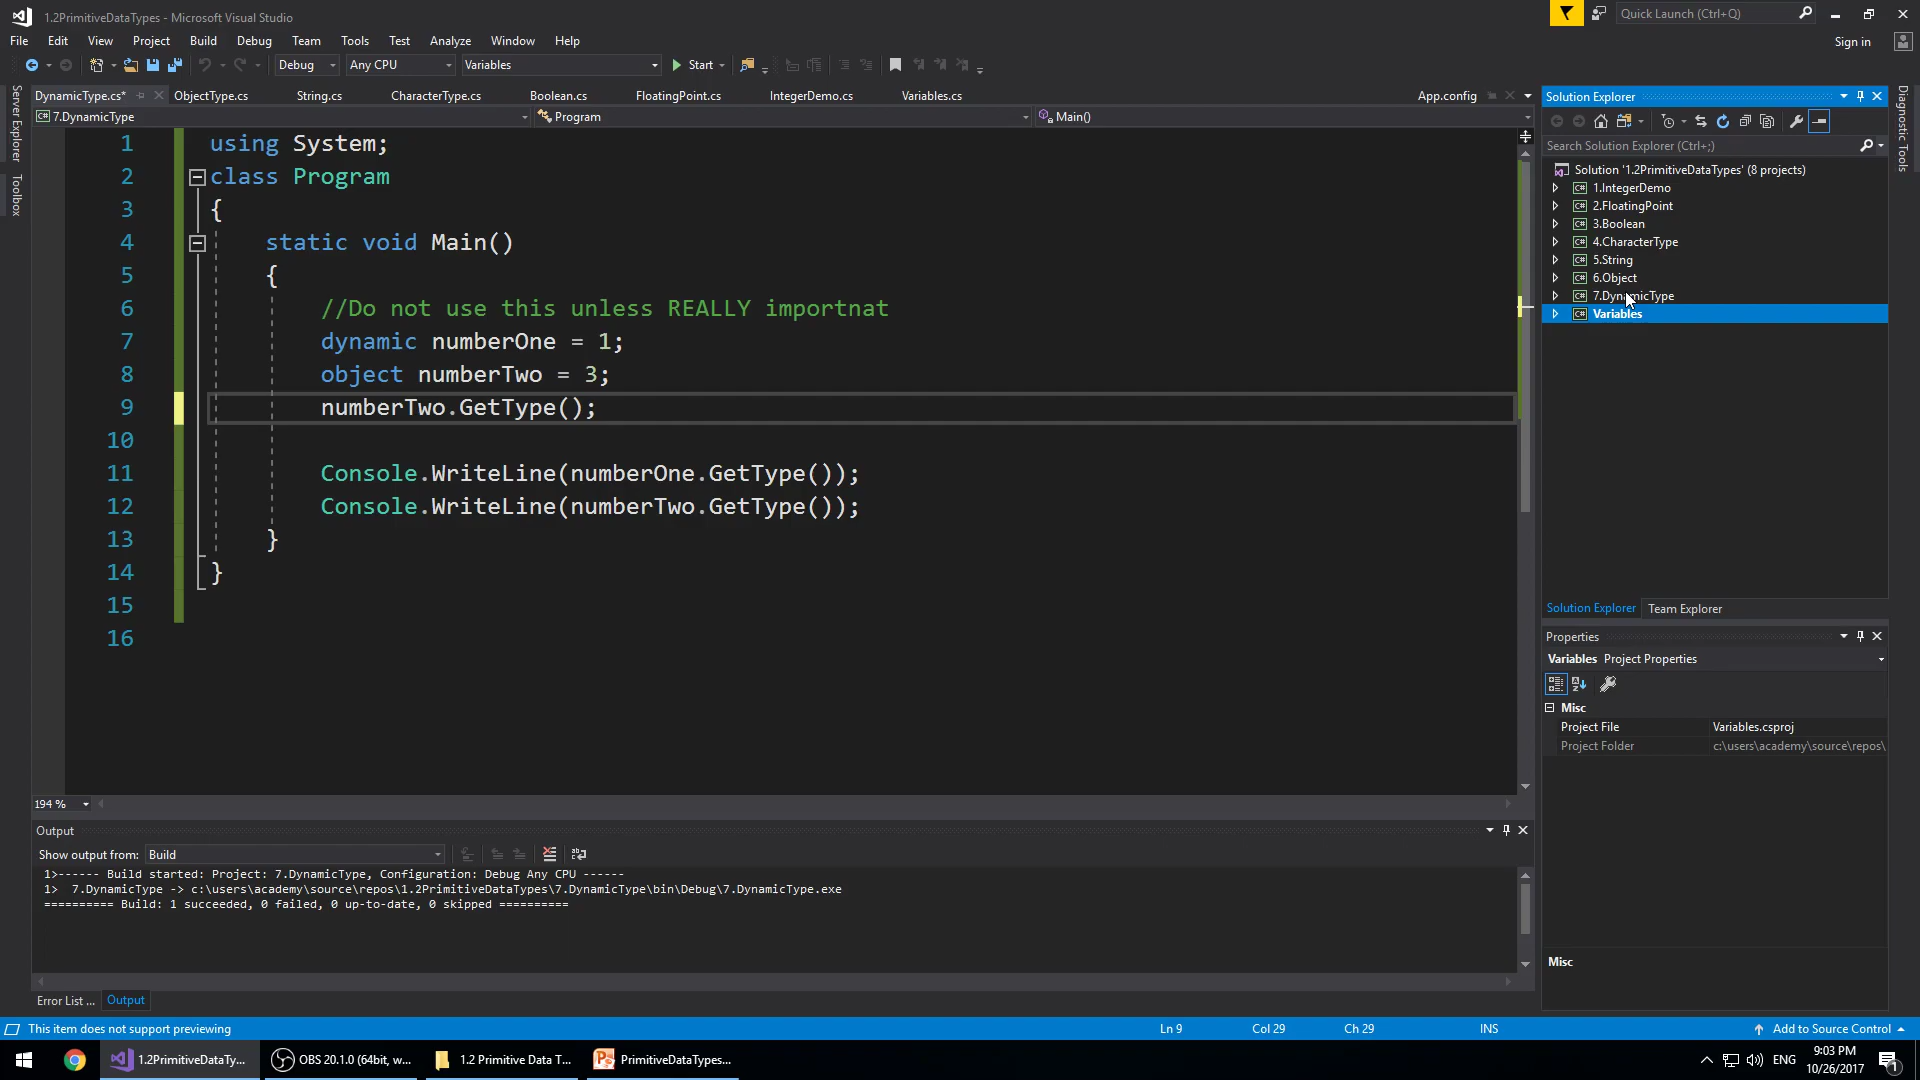 1.2PrimitiveDataTypes - Microsoft Visual Studio
Quick Launch (Ctrl+Q)
File Edit View Project Build Debug Team Tools Test Analyze Window Help
Sign in
Debug Any CPU Variables Start
Server Explorer
Toolbox
DynamicType.cs* ObjectType.cs String.cs CharacterType.cs Boolean.cs FloatingPoint.cs IntegerDemo.cs Variables.cs App.config
7.DynamicType Program Main()
1 using System;
2 class Program
3 {
4 static void Main()
5 {
6 //Do not use this unless REALLY importnat
7 dynamic numberOne = 1;
8 object numberTwo = 3;
9 numberTwo.GetType();
10
11 Console.WriteLine(numberOne.GetType());
12 Console.WriteLine(numberTwo.GetType());
13 }
14 }
15
16
194 %
Output
Show output from: Build
1>------ Build started: Project: 7.DynamicType, Configuration: Debug Any CPU ------
1> 7.DynamicType -> c:\users\academy\source\repos\1.2PrimitiveDataTypes\7.DynamicType\bin\Debug\7.DynamicType.exe
========== Build: 1 succeeded, 0 failed, 0 up-to-date, 0 skipped ==========
Error List ... Output
Solution Explorer
Search Solution Explorer (Ctrl+;)
Solution '1.2PrimitiveDataTypes' (8 projects)
C# 1.IntegerDemo
C# 2.FloatingPoint
C# 3.Boolean
C# 4.CharacterType
C# 5.String
C# 6.Object
C# 7.DynamicType
C# Variables
Solution Explorer Team Explorer
Properties
Variables Project Properties
Misc
Project File Variables.csproj
Project Folder c:\users\academy\source\repos\
Misc
Diagnostic Tools
This item does not support previewing Ln 9 Col 29 Ch 29 INS Add to Source Control
1.2PrimitiveDataTy... OBS 20.1.0 (64bit, w... 1.2 Primitive Data T... PrimitiveDataTypes... ENG
9:03 PM
10/26/2017
1